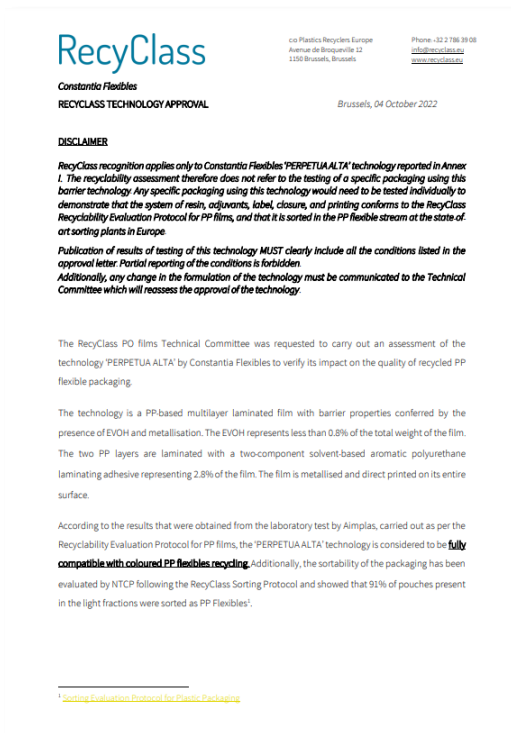 RecyClass
c/o Plastics Recyclers Europe
Avenue de Broqueville 12
1150 Brussels, Brussels
Phone: +32 2 786 39 08
info@recyclass.eu
www.recyclass.eu
Constantia Flexibles
RECYCLASS TECHNOLOGY APPROVAL
Brussels, 04 October 2022
DISCLAIMER
RecyClass recognition applies only to Constantia Flexibles 'PERPETUA ALTA' technology reported in Annex
I. The recyclability assessment therefore does not refer to the testing of a specific packaging using this
barrier technology. Any specific packaging using this technology would need to be tested individually to
demonstrate that the system of resin, adjuvants, label, closure, and printing conforms to the RecyClass
Recyclability Evaluation Protocol for PP films, and that it is sorted in the PP flexible stream at the state-of-
art sorting plants in Europe.
Publication of results of testing of this technology MUST clearly include all the conditions listed in the
approval letter. Partial reporting of the conditions is forbidden.
Additionally, any change in the formulation of the technology must be communicated to the Technical
Committee which will reassess the approval of the technology.
The RecyClass PO films Technical Committee was requested to carry out an assessment of the
technology 'PERPETUA ALTA' by Constantia Flexibles to verify its impact on the quality of recycled PP
flexible packaging.
The technology is a PP-based multilayer laminated film with barrier properties conferred by the
presence of EVOH and metallisation. The EVOH represents less than 0.8% of the total weight of the film.
The two PP layers are laminated with a two-component solvent-based aromatic polyurethane
laminating adhesive representing 2.8% of the film. The film is metallised and direct printed on its entire
surface.
According to the results that were obtained from the laboratory test by Aimplas, carried out as per the
Recyclability Evaluation Protocol for PP films, the 'PERPETUA ALTA' technology is considered to be fully
compatible with coloured PP flexibles recycling. Additionally, the sortability of the packaging has been
evaluated by NTCP following the RecyClass Sorting Protocol and showed that 91% of pouches present
in the light fractions were sorted as PP Flexibles¹.
¹ Sorting Evaluation Protocol for Plastic Packaging